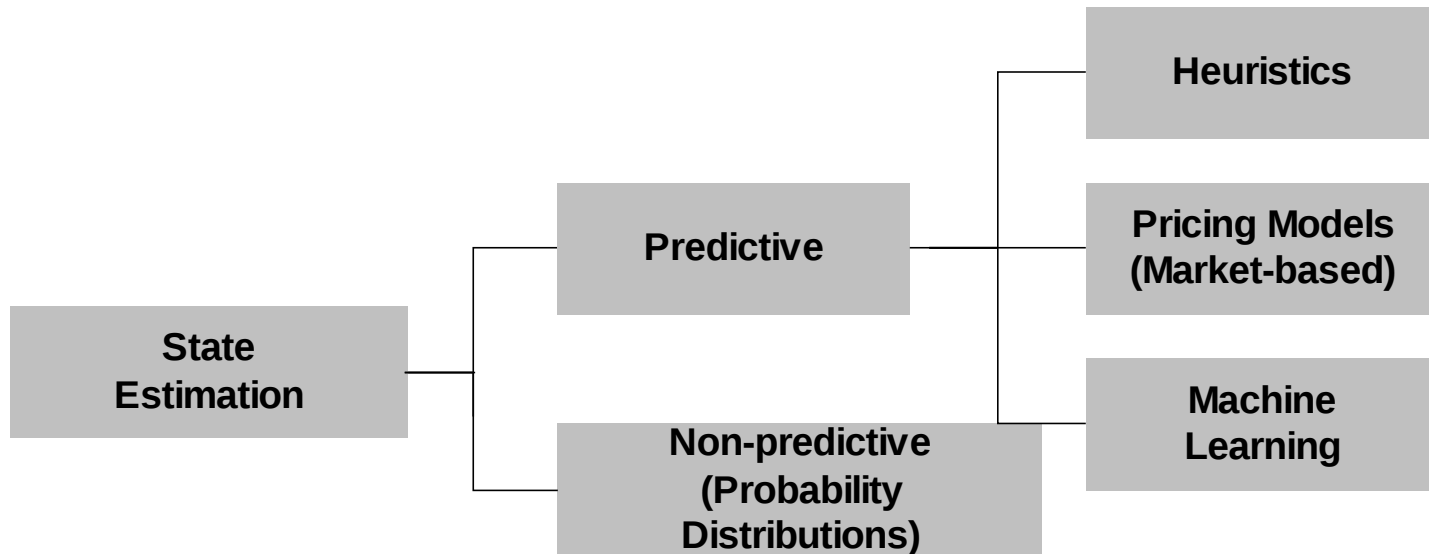 State
Estimation
Predictive
Non-predictive
(Probability
Distributions)
Heuristics
Pricing Models
(Market-based)
Machine
Learning